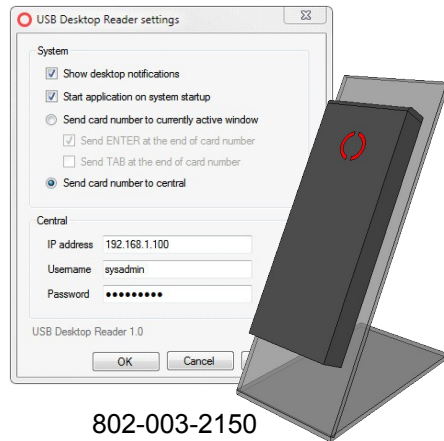 USB Desktop Reader settings
System
Show desktop notifications
Start application on system startup
Send card number to currently active window
Send ENTER at the end of card number
Send TAB at the end of card number
Send card number to central
Central
IP address 192.168.1.100
Username sysadmin
Password ●●●●●●●●●
USB Desktop Reader 1.0
OK Cancel
802-003-2150